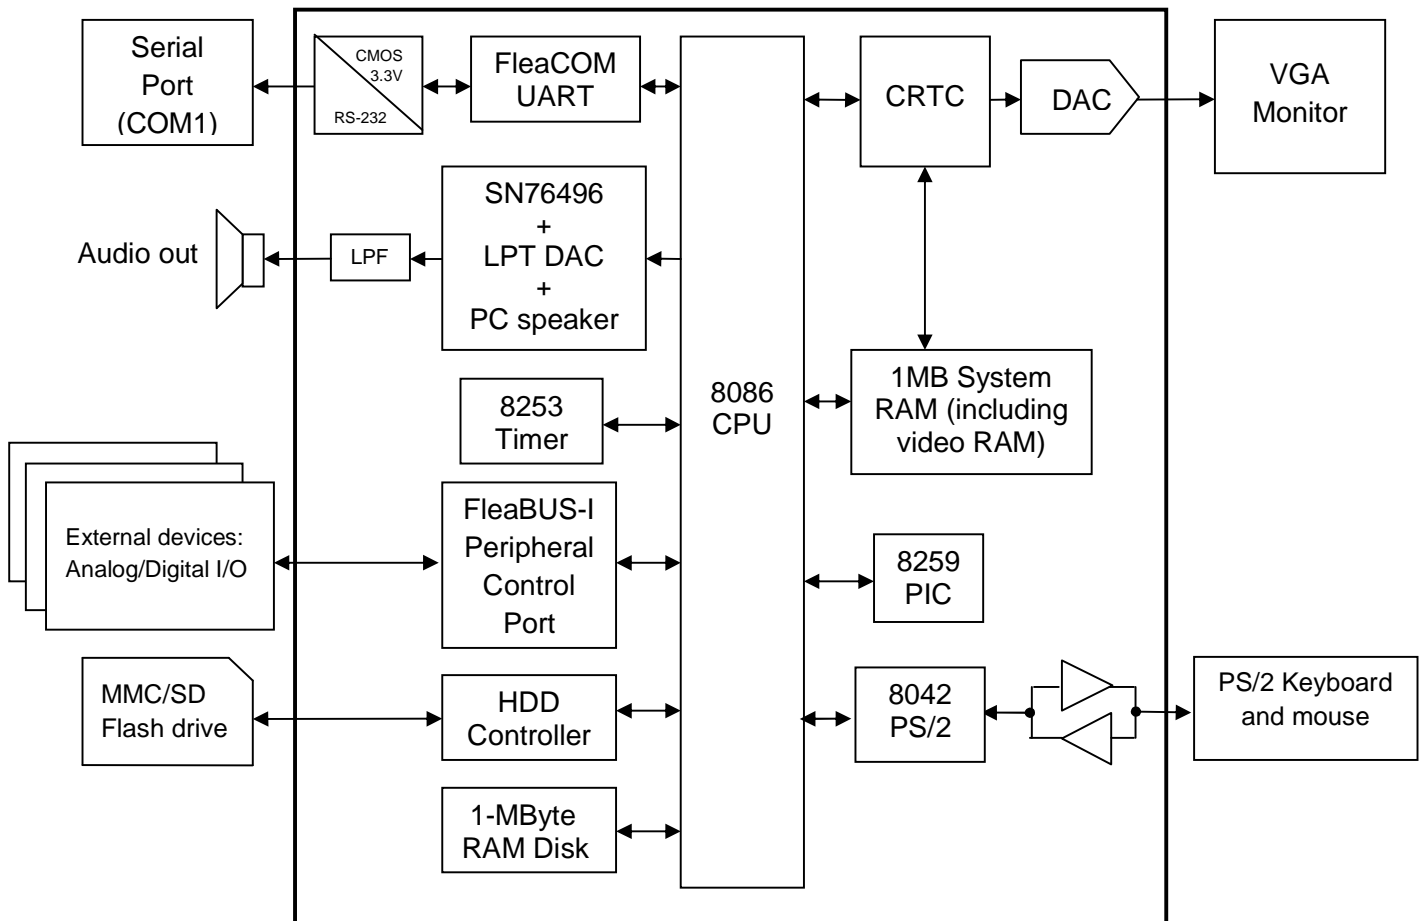 Serial
Port
(COM1)
CMOS
3.3V
RS-232
FleaCOM
UART
CRTC
DAC
VGA
Monitor
Audio out
LPF
SN76496
+
LPT DAC
+
PC speaker
8086
CPU
1MB System
RAM (including
video RAM)
8253
Timer
External devices:
Analog/Digital I/O
FleaBUS-I
Peripheral
Control
Port
8259
PIC
MMC/SD
Flash drive
HDD
Controller
8042
PS/2
PS/2 Keyboard
and mouse
1-MByte
RAM Disk